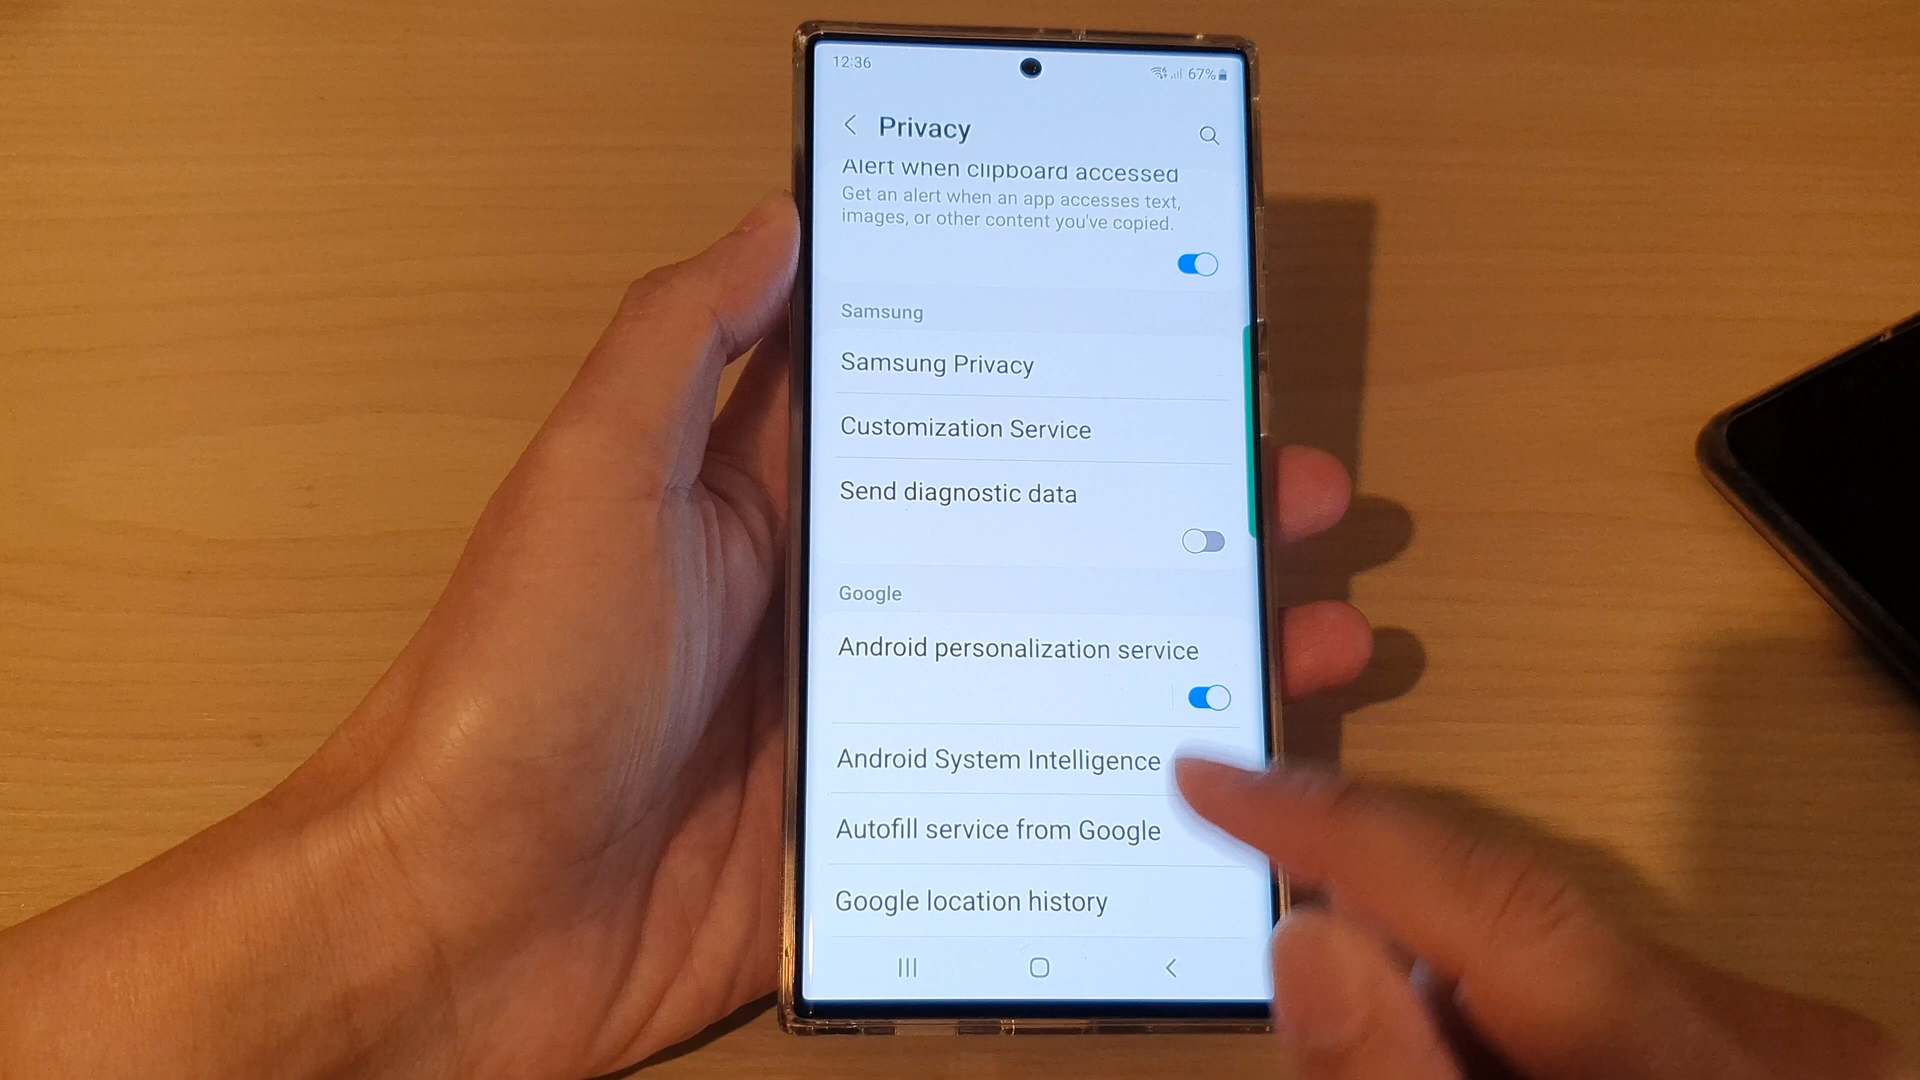 12:36
67%
Privacy
Alert when clipboard accessed
Get an alert when an app accesses text,
images, or other content you've copied.
Samsung
Samsung Privacy
Customization Service
Send diagnostic data
Google
Android personalization service
Android System Intelligence
Autofill service from Google
Google location history